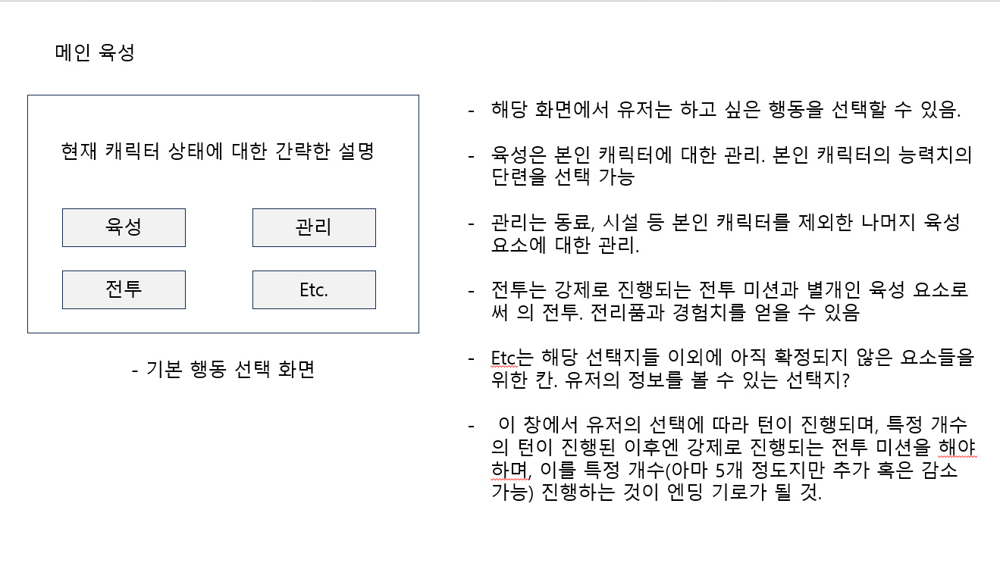 메인 육성
현재 캐릭터 상태에 대한 간략한 설명
육성
관리
전투
Etc.
- 기본 행동 선택 화면
- 해당 화면에서 유저는 하고 싶은 행동을 선택할 수 있음.
- 육성은 본인 캐릭터에 대한 관리. 본인 캐릭터의 능력치의
단련을 선택 가능
- 관리는 동료, 시설 등 본인 캐릭터를 제외한 나머지 육성
요소에 대한 관리.
- 전투는 강제로 진행되는 전투 미션과 별개인 육성 요소로
써 의 전투. 전리품과 경험치를 얻을 수 있음
- Etc는 해당 선택지들 이외에 아직 확정되지 않은 요소들을
위한 칸. 유저의 정보를 볼 수 있는 선택지?
- 이 창에서 유저의 선택에 따라 턴이 진행되며, 특정 개수
의 턴이 진행된 이후엔 강제로 진행되는 전투 미션을 해야
하며, 이를 특정 개수(아마 5개 정도지만 추가 혹은 감소
가능) 진행하는 것이 엔딩 기로가 될 것.